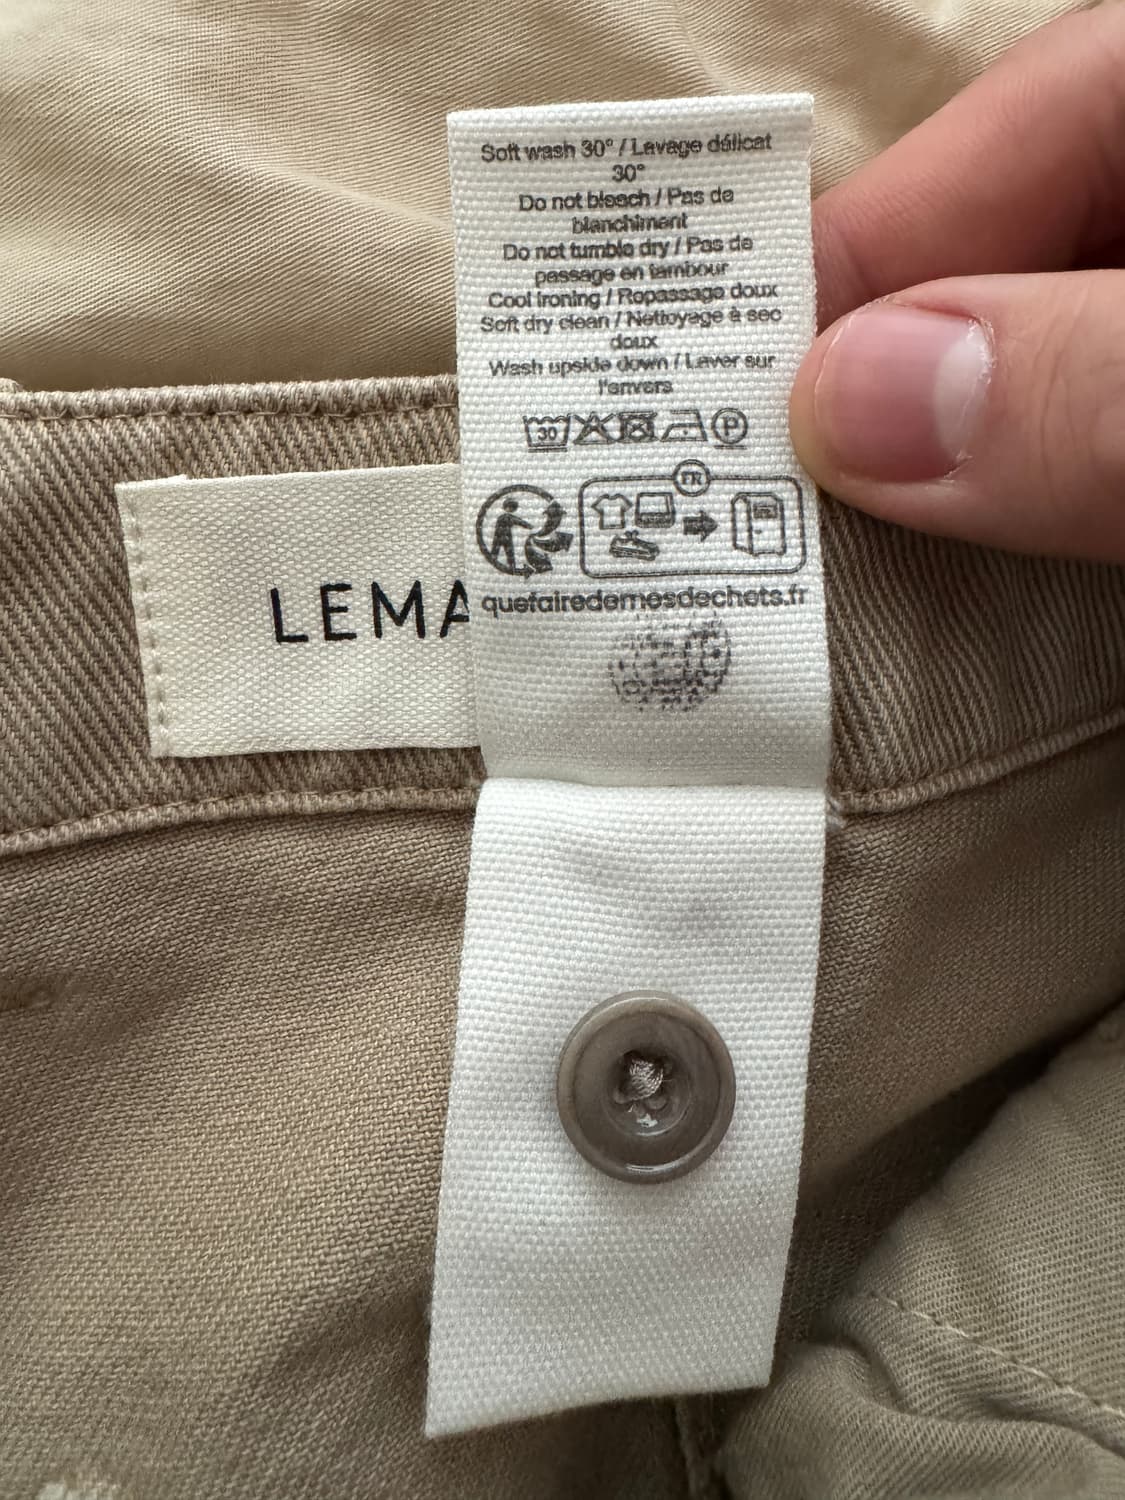 Soft wash 30° / Lavage délicat
30°
Do not bleach / Pas de
blanchiment
Do not tumble dry / Pas de
passage en tambour
Cool ironing / Repassage doux
Soft dry clean / Nettoyage à sec
doux
Wash upside down / Laver sur
l'envers
30 P
FR
quefairedemesdechets.fr
LEMA